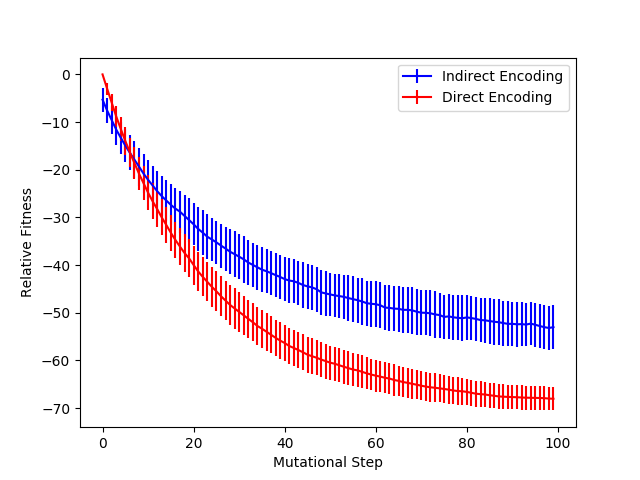 Indirect Encoding
Direct Encoding
0
−10
−20
−30
−40
−50
−60
−70
Relative Fitness
0 20 40 60 80 100
Mutational Step